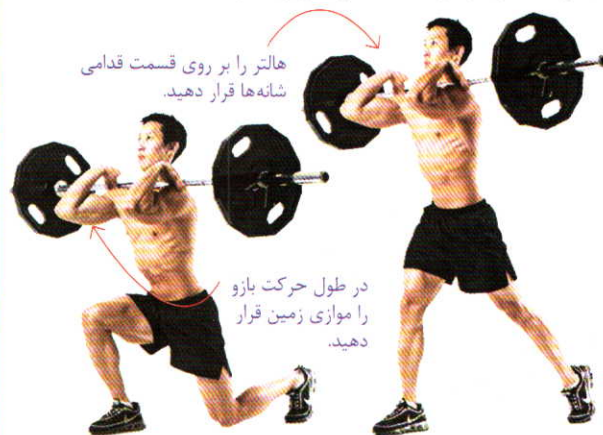 هالتر را بر روی قسمت قدامی
شانه‌ها قرار دهید.
در طول حرکت بازو
را موازی زمین قرار
دهید.